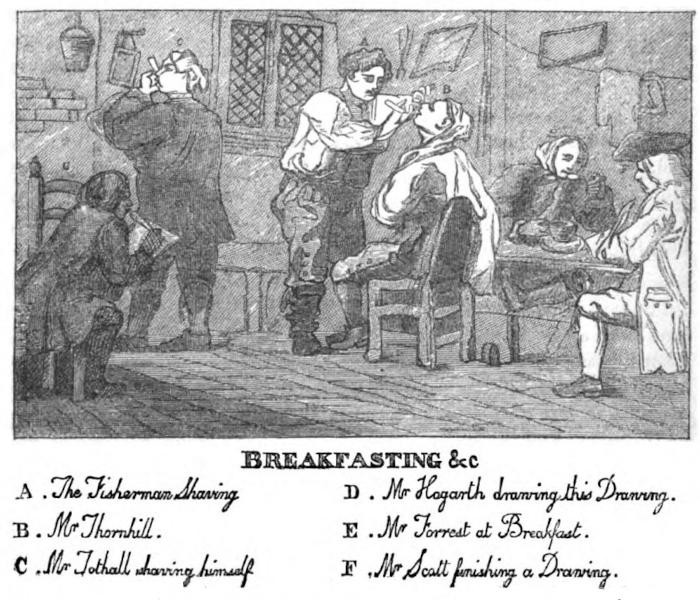 BREAKFASTING &c
A . The Fisherman Shaving
B . Mr Thornhill.
C . Mr Tothall shaving himself
D . Mr Hogarth drawing this Drawing.
E . Mr Forrest at Breakfast.
F . Mr Scott finishing a Drawing.